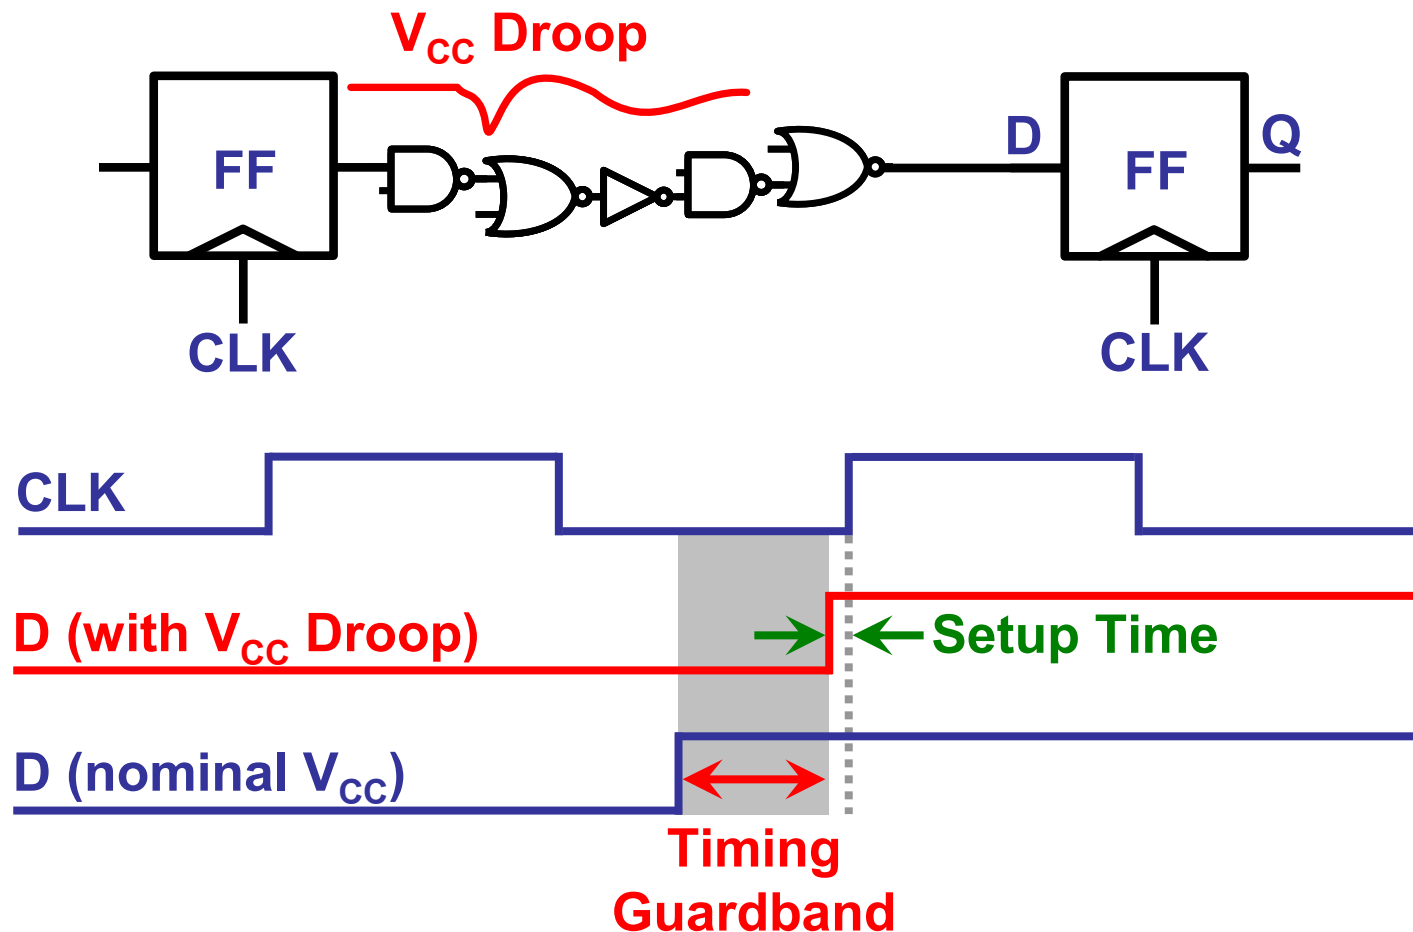 VCC Droop
FF
D
FF
Q
CLK
CLK
CLK
D (with VCC Droop)
Setup Time
D (nominal VCC)
Timing
Guardband